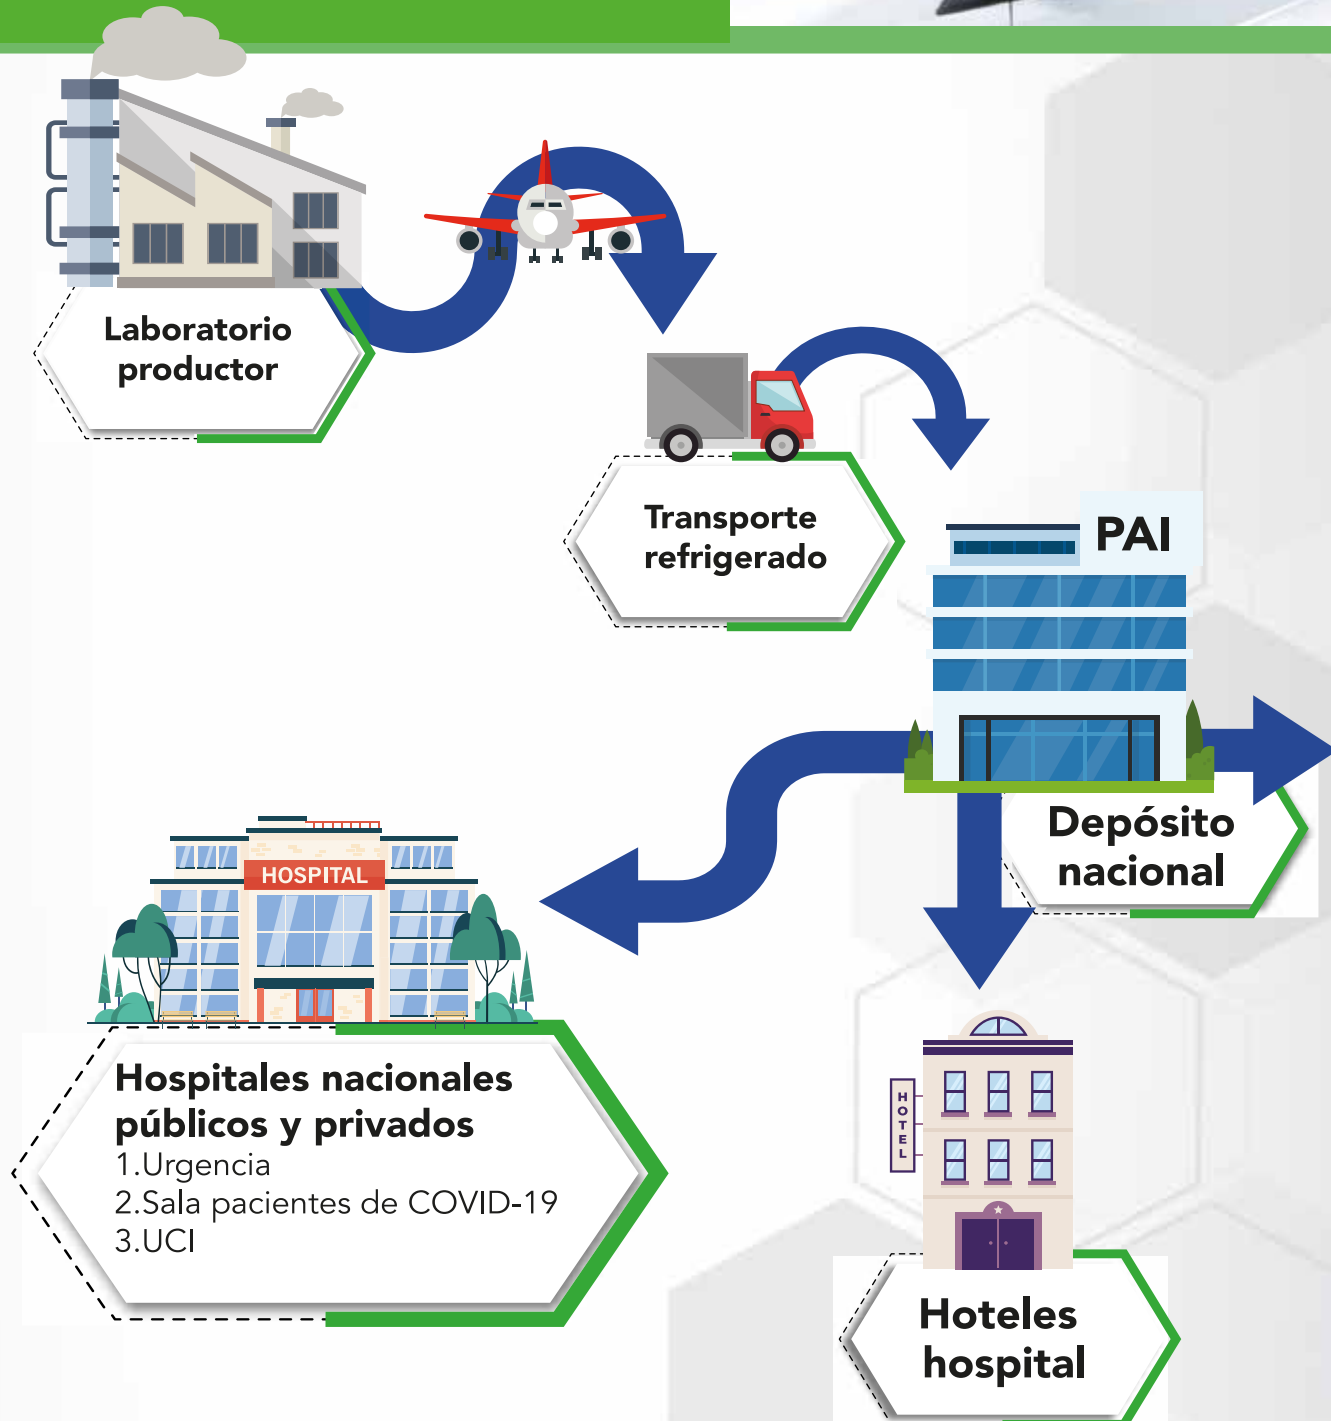 Laboratorio
productor
Transporte
refrigerado
PAI
Depósito
nacional
HOSPITAL
Hospitales nacionales
públicos y privados
1.Urgencia
2.Sala pacientes de COVID-19
3.UCI
HOTEL
Hoteles
hospital